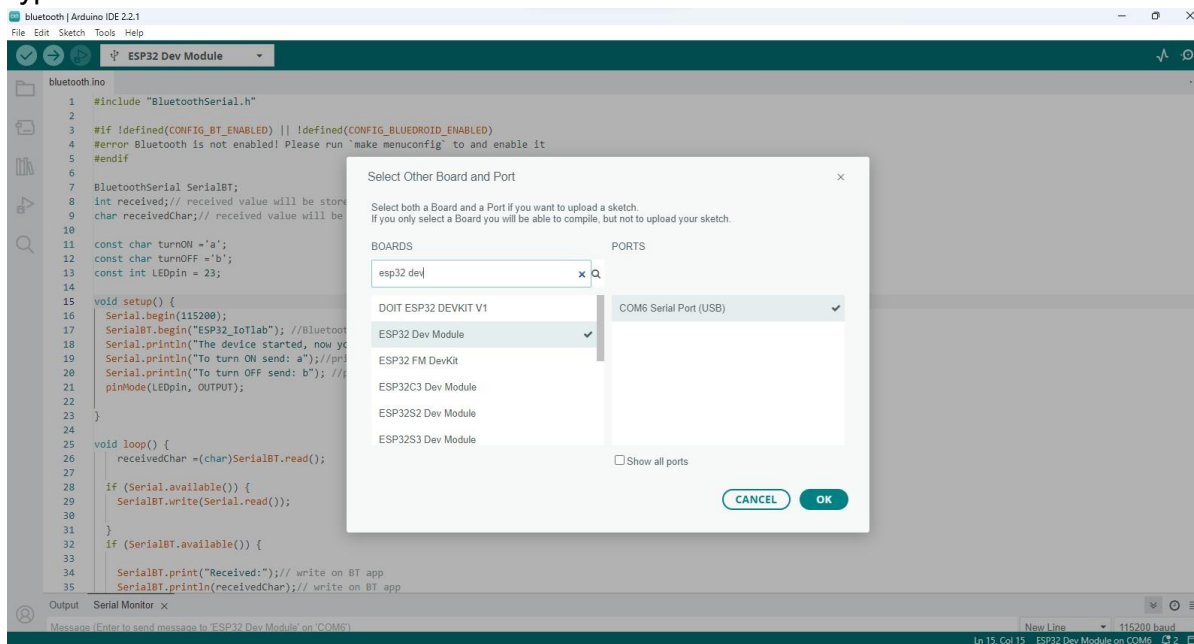 bluetooth | Arduino IDE 2.2.1
File Edit Sketch Tools Help
ESP32 Dev Module
bluetooth.ino
1 #include "BluetoothSerial.h"
2
3 #if !defined(CONFIG_BT_ENABLED) || !defined(CONFIG_BLUEDROID_ENABLED)
4 #error Bluetooth is not enabled! Please run `make menuconfig` to and enable it
5 #endif
6
7 BluetoothSerial SerialBT;
8 int received;// received value will be store
9 char receivedChar;// received value will be
10
11 const char turnON ='a';
12 const char turnOFF ='b';
13 const int LEDpin = 23;
14
15 void setup() {
16 Serial.begin(115200);
17 SerialBT.begin("ESP32_IoTlab"); //Bluetoot
18 Serial.println("The device started, now yo
19 Serial.println("To turn ON send: a");//pri
20 Serial.println("To turn OFF send: b"); //p
21 pinMode(LEDpin, OUTPUT);
22
23 }
24
25 void loop() {
26 receivedChar =(char)SerialBT.read();
27
28 if (Serial.available()) {
29 SerialBT.write(Serial.read());
30
31 }
32 if (SerialBT.available()) {
33
34 SerialBT.print("Received:");// write on BT app
35 SerialBT.println(receivedChar);// write on BT app
Select Other Board and Port
Select both a Board and a Port if you want to upload a sketch.
If you only select a Board you will be able to compile, but not to upload your sketch.
BOARDS PORTS
esp32 dev
DOIT ESP32 DEVKIT V1
ESP32 Dev Module
ESP32 FM DevKit
ESP32C3 Dev Module
ESP32S2 Dev Module
ESP32S3 Dev Module
COM6 Serial Port (USB)
Show all ports
CANCEL OK
Output Serial Monitor
Message (Enter to send message to 'ESP32 Dev Module' on 'COM6')
New Line 115200 baud
Ln 15, Col 15 ESP32 Dev Module on COM6 2